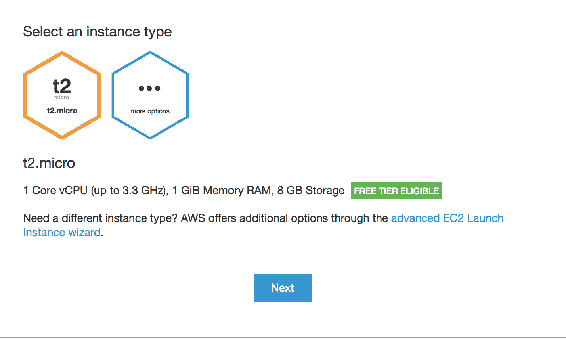 Select an instance type
t2
micro
t2.micro
•••
more options
t2.micro
1 Core vCPU (up to 3.3 GHz), 1 GiB Memory RAM, 8 GB Storage FREE TIER ELIGIBLE
Need a different instance type? AWS offers additional options through the advanced EC2 Launch
Instance wizard.
Next